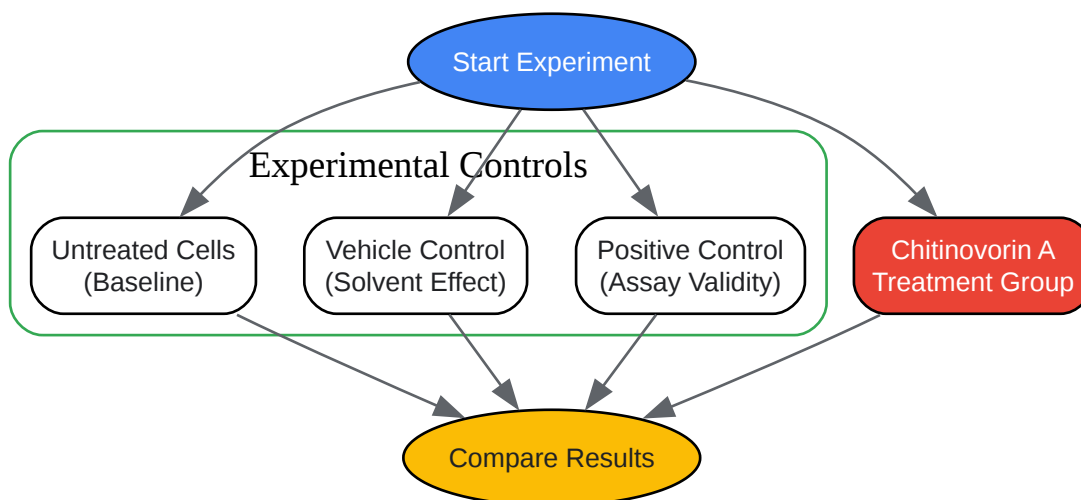 Start Experiment
Experimental Controls
Untreated Cells
(Baseline)
Vehicle Control
(Solvent Effect)
Positive Control
(Assay Validity)
Chitinovorin A
Treatment Group
Compare Results